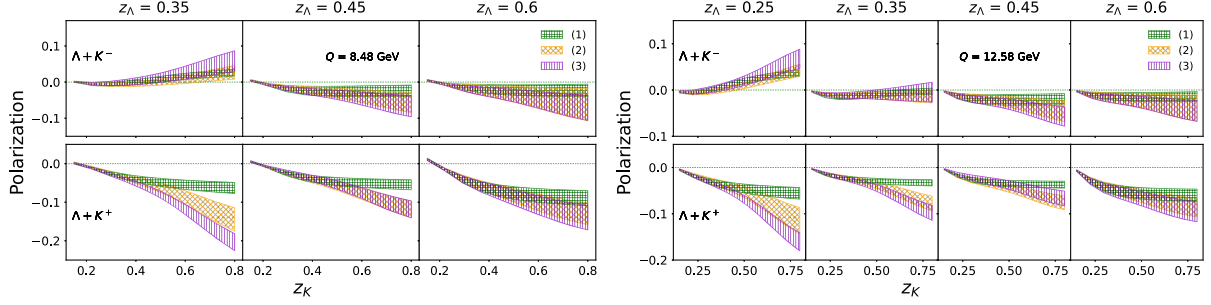 z_Λ = 0.35 z_Λ = 0.45 z_Λ = 0.6
0.1
0.0
−0.1
Λ + K⁻
Q = 8.48 GeV
(1)
(2)
(3)
Polarization
0.0
−0.1
−0.2
Λ + K⁺
0.2 0.4 0.6 0.8 0.2 0.4 0.6 0.8 0.2 0.4 0.6 0.8
z_K
z_Λ = 0.25 z_Λ = 0.35 z_Λ = 0.45 z_Λ = 0.6
0.1
0.0
−0.1
Λ + K⁻
Q = 12.58 GeV
(1)
(2)
(3)
Polarization
0.0
−0.1
−0.2
Λ + K⁺
0.25 0.50 0.75 0.25 0.50 0.75 0.25 0.50 0.75 0.25 0.50 0.75
z_K